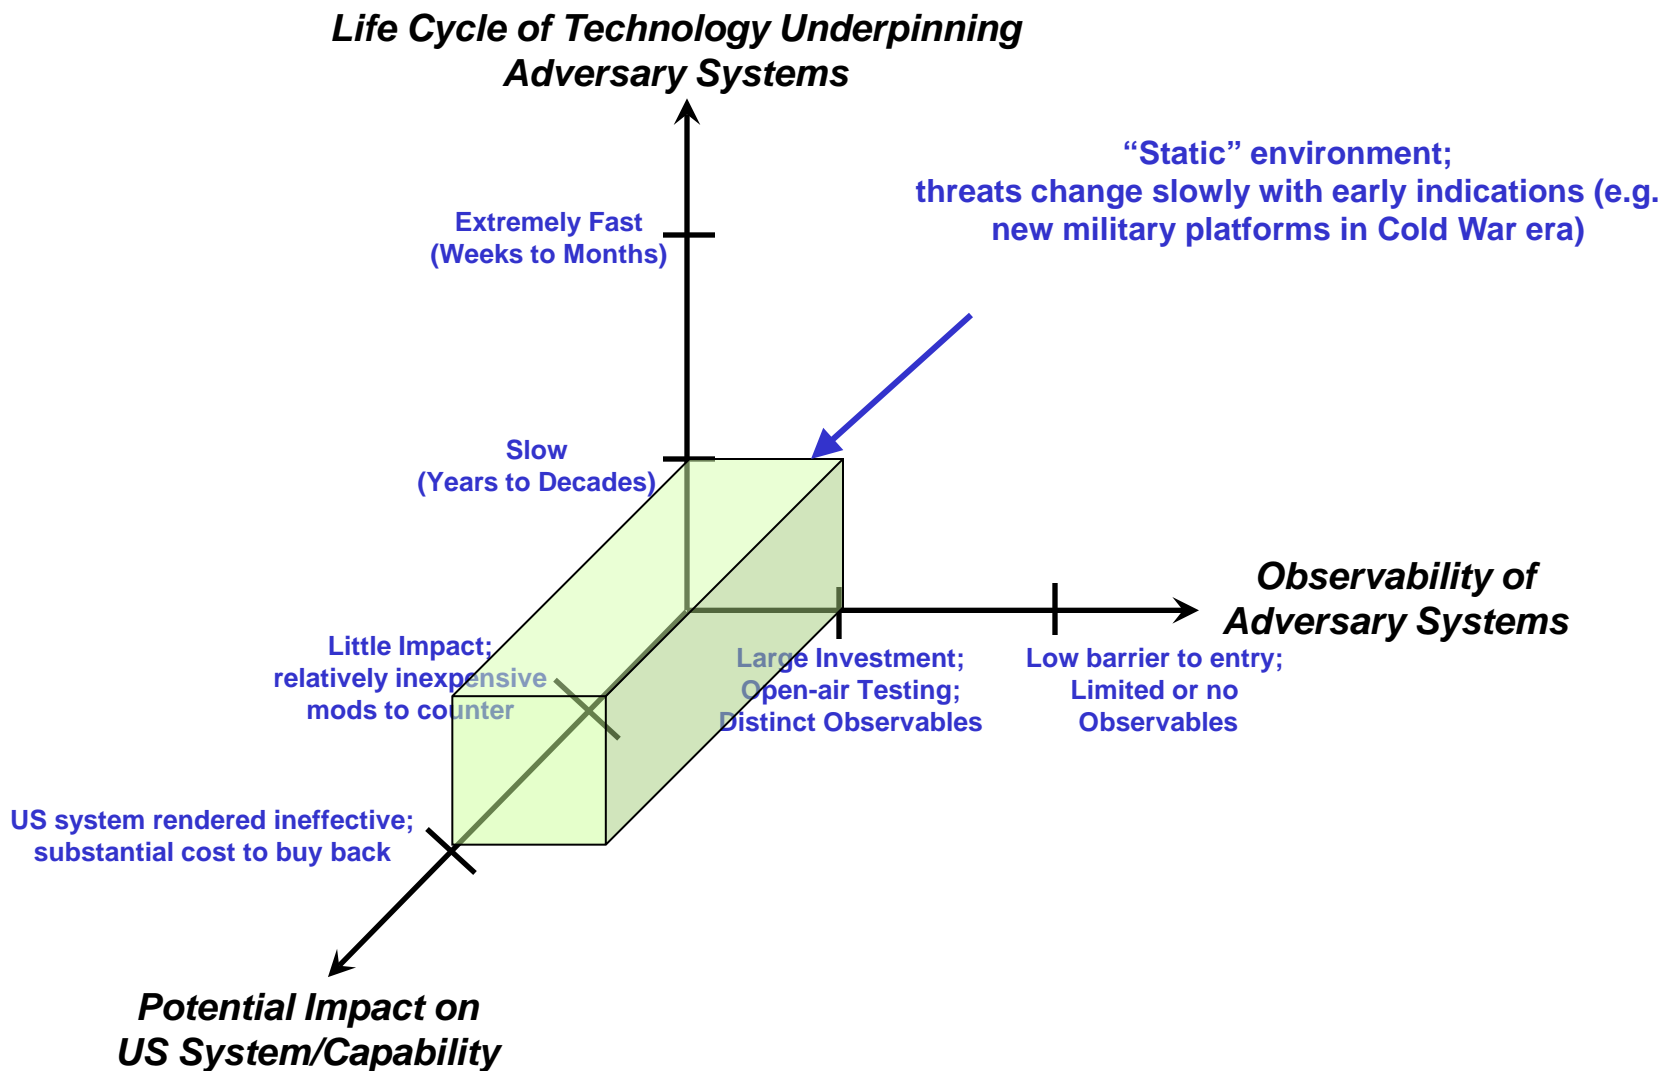 Life Cycle of Technology Underpinning
Adversary Systems
“Static” environment;
threats change slowly with early indications (e.g.
new military platforms in Cold War era)
Extremely Fast
(Weeks to Months)
Slow
(Years to Decades)
Observability of
Adversary Systems
Little Impact;
relatively inexpensive
mods to counter
Large Investment;
Open-air Testing;
Distinct Observables
Low barrier to entry;
Limited or no
Observables
US system rendered ineffective;
substantial cost to buy back
Potential Impact on
US System/Capability